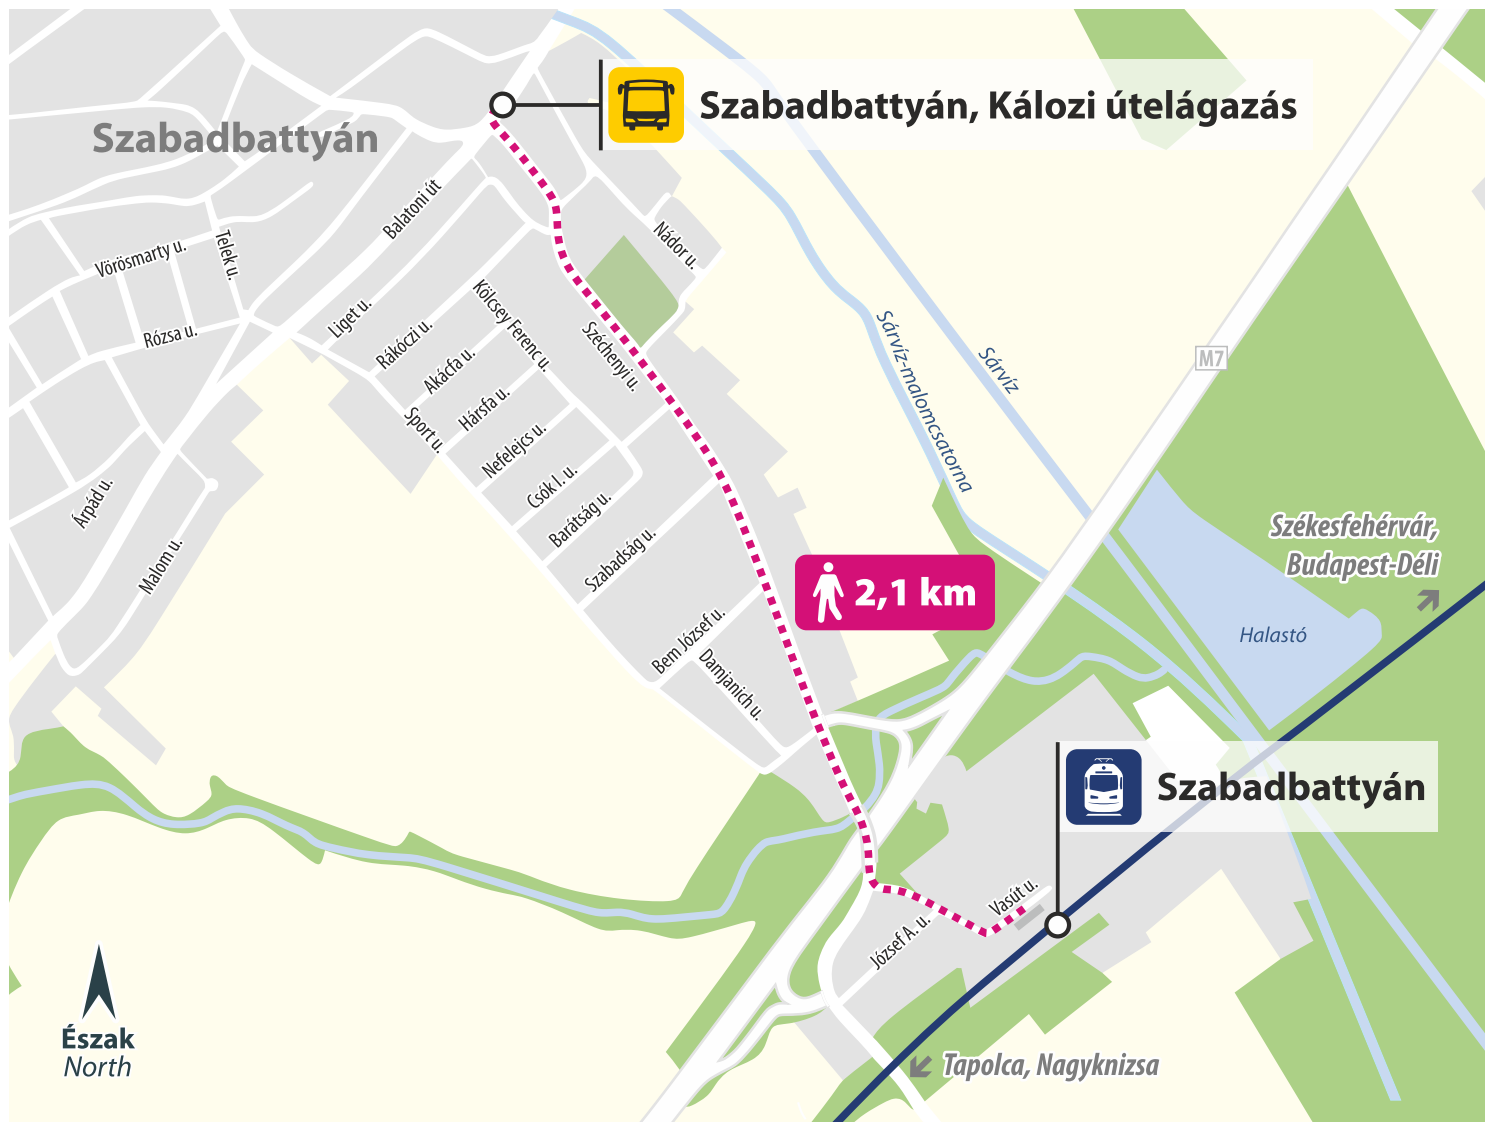 Szabadbattyán, Kálozi útelágazás
Szabadbattyán
Balatoni út
Nádor u.
Telek u.
Vörösmarty u.
Rózsa u.
Liget u.
Kölcsey Ferenc u.
Rákóczi u.
Akácfa u.
Széchenyi u.
Sárvíz-malomcsatorna
Sárvíz
M7
Hársfa u.
Sport u.
Nefelejcs u.
Csók I. u.
Barátság u.
Árpád u.
Malom u.
Szabadság u.
Székesfehérvár,
Budapest-Déli
2,1 km
Halastó
Bem József u.
Damjanich u.
Szabadbattyán
Vasút u.
József A. u.
Észak
North
Tapolca, Nagyknizsa